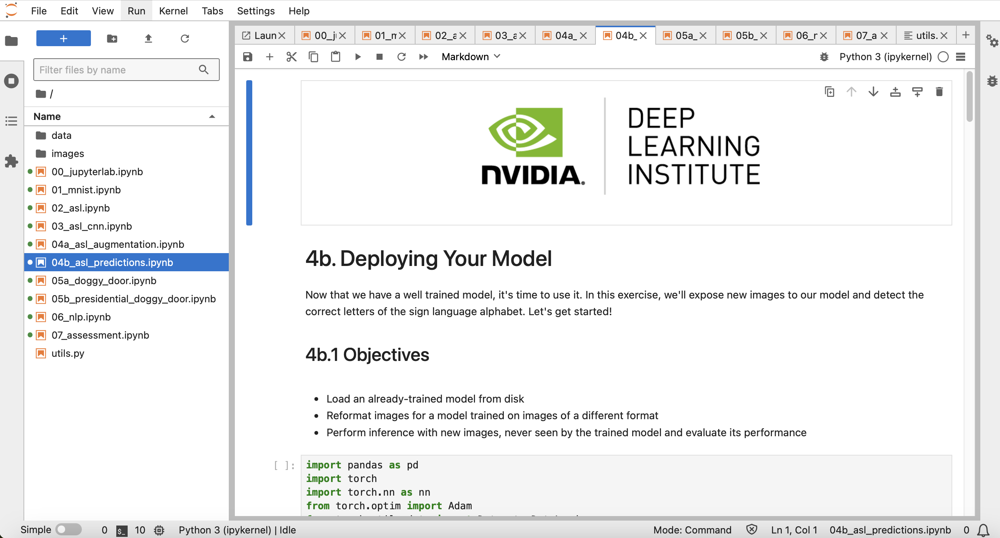 File Edit View Run Kernel Tabs Settings Help
Laun 00_j 01_m 02_a 03_a 04a_ 04b_ 05a_ 05b_ 06_r 07_a utils.
Markdown Python 3 (ipykernel)
Filter files by name
/
Name
data
images
00_jupyterlab.ipynb
01_mnist.ipynb
02_asl.ipynb
03_asl_cnn.ipynb
04a_asl_augmentation.ipynb
04b_asl_predictions.ipynb
05a_doggy_door.ipynb
05b_presidential_doggy_door.ipynb
06_nlp.ipynb
07_assessment.ipynb
utils.py
NVIDIA.
DEEP
LEARNING
INSTITUTE
4b. Deploying Your Model
Now that we have a well trained model, it's time to use it. In this exercise, we'll expose new images to our model and detect the
correct letters of the sign language alphabet. Let's get started!
4b.1 Objectives
• Load an already-trained model from disk
• Reformat images for a model trained on images of a different format
• Perform inference with new images, never seen by the trained model and evaluate its performance
[ ]:
import pandas as pd
import torch
import torch.nn as nn
from torch.optim import Adam
Simple 0 $_ 10 Python 3 (ipykernel) | Idle Mode: Command Ln 1, Col 1 04b_asl_predictions.ipynb 0